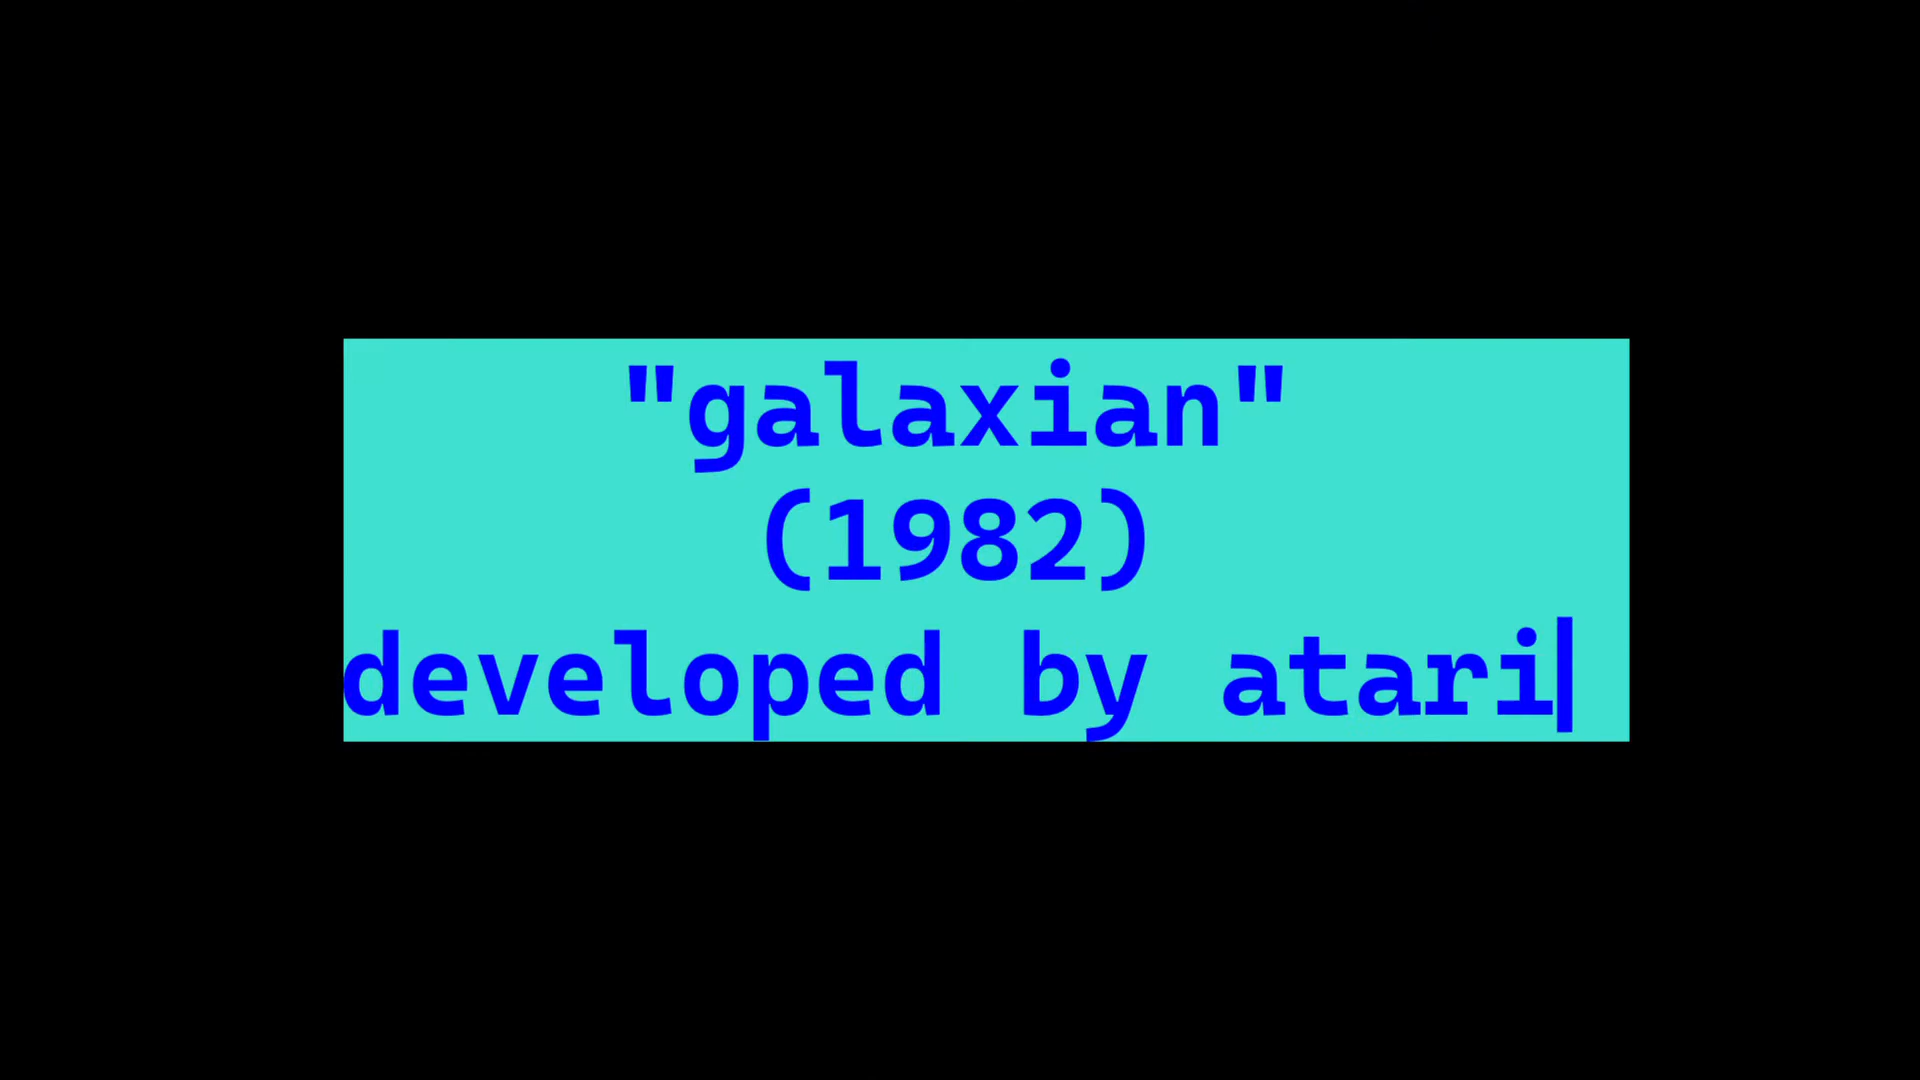 "galaxian"
(1982)
developed by atari